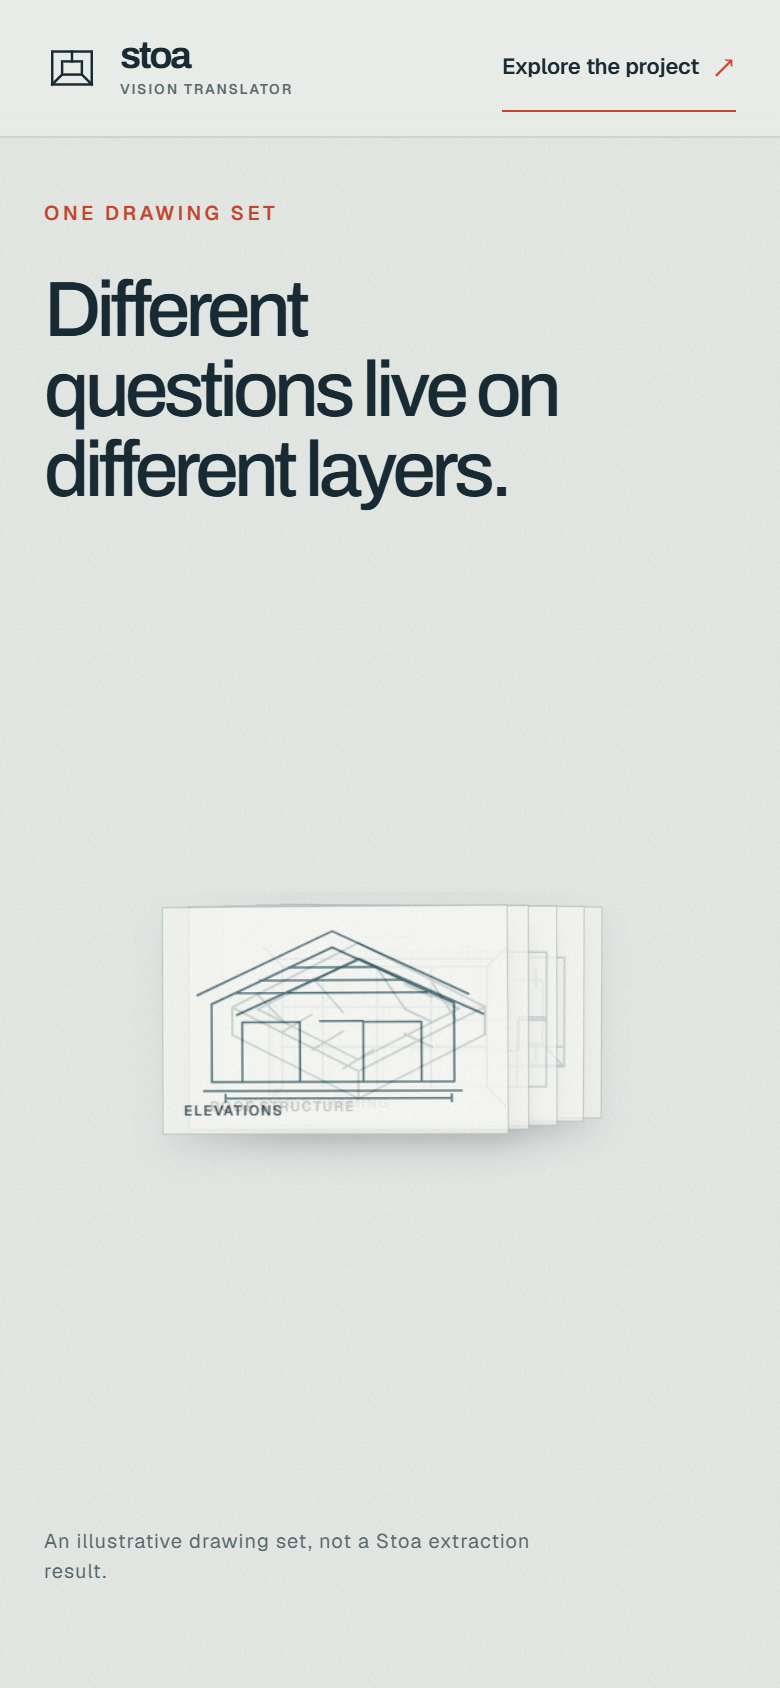 stoa
VISION TRANSLATOR
Explore the project ↗
ONE DRAWING SET
Different
questions live on
different layers.
ELEVATIONS
STRUCTURE
An illustrative drawing set, not a Stoa extraction
result.